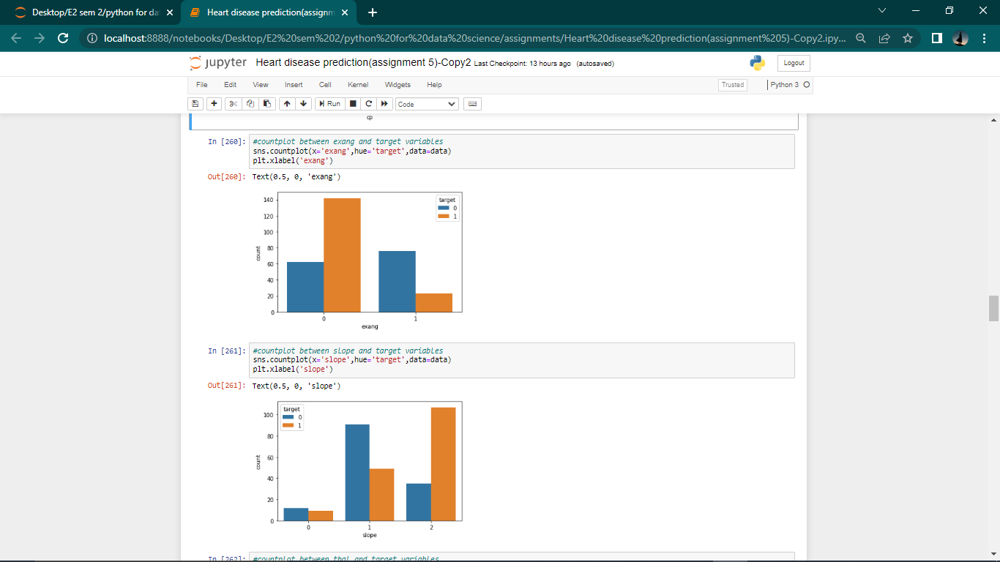 Desktop/E2 sem 2/python for da
Heart disease prediction(assignm
localhost:8888/notebooks/Desktop/E2%20sem%202/python%20for%20data%20science/assignments/Heart%20disease%20prediction(assignment%205)-Copy2.ipy...
jupyter Heart disease prediction(assignment 5)-Copy2 Last Checkpoint: 13 hours ago (autosaved)
Logout
File Edit View Insert Cell Kernel Widgets Help
Trusted
Python 3
Run
Code
cp
In [260]: #countplot between exang and target variables
sns.countplot(x='exang',hue='target',data=data)
plt.xlabel('exang')
Out[260]: Text(0.5, 0, 'exang')
140
120
100
80
60
40
20
0
count
target
0
1
0 1
exang
In [261]: #countplot between slope and target variables
sns.countplot(x='slope',hue='target',data=data)
plt.xlabel('slope')
Out[261]: Text(0.5, 0, 'slope')
100
80
60
40
20
0
count
target
0
1
0 1 2
slope
In [262]: #countplot between thal and target variables